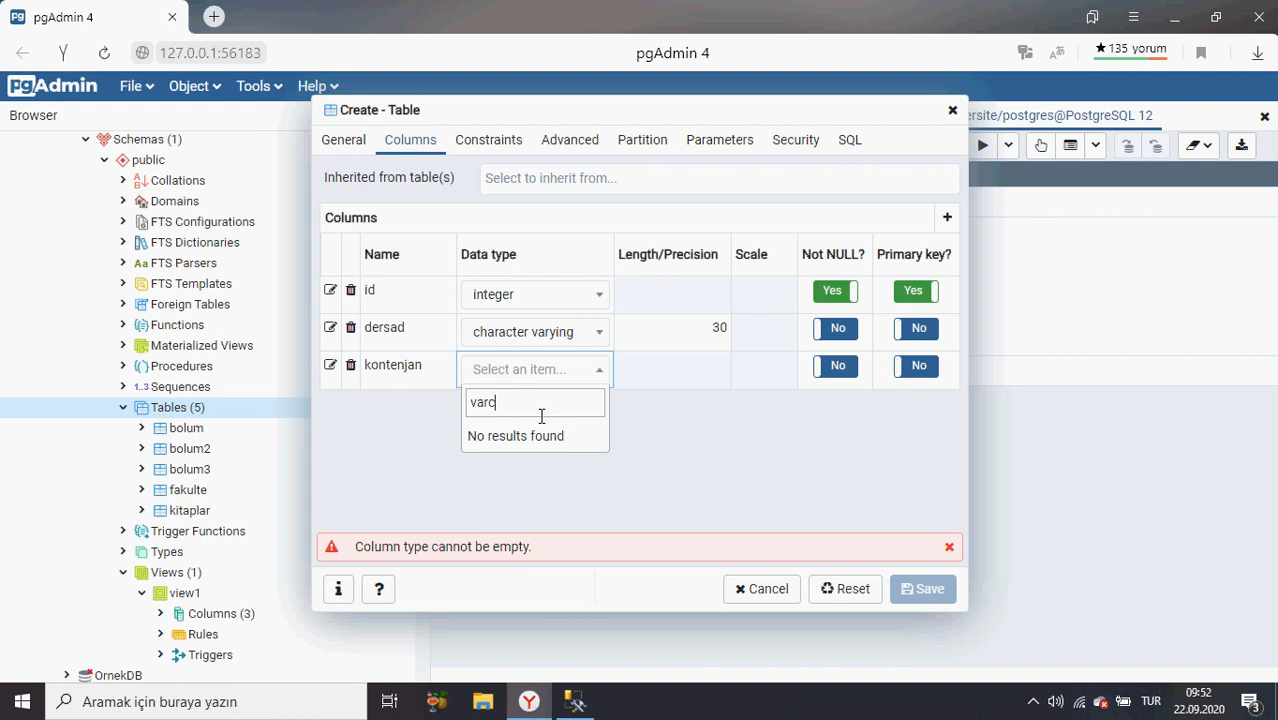 pgAdmin 4
127.0.0.1:56183
pgAdmin 4
★135 yorum
pgAdmin
File
Object
Tools
Help
Browser
Schemas (1)
public
Collations
Domains
FTS Configurations
FTS Dictionaries
Aa FTS Parsers
FTS Templates
Foreign Tables
Functions
Materialized Views
Procedures
1..3 Sequences
Tables (5)
bolum
bolum2
bolum3
fakulte
kitaplar
Trigger Functions
Types
Views (1)
view1
Columns (3)
Rules
Triggers
OrnekDB
ersite/postgres@PostgreSQL 12
Create - Table
General Columns Constraints Advanced Partition Parameters Security SQL
Inherited from table(s) Select to inherit from...
Columns
Name Data type Length/Precision Scale Not NULL? Primary key?
id integer Yes Yes
dersad character varying 30 No No
kontenjan Select an item... No No
varc
No results found
Column type cannot be empty.
i ? Cancel Reset Save
Aramak için buraya yazın
TUR
09:52
22.09.2020
3